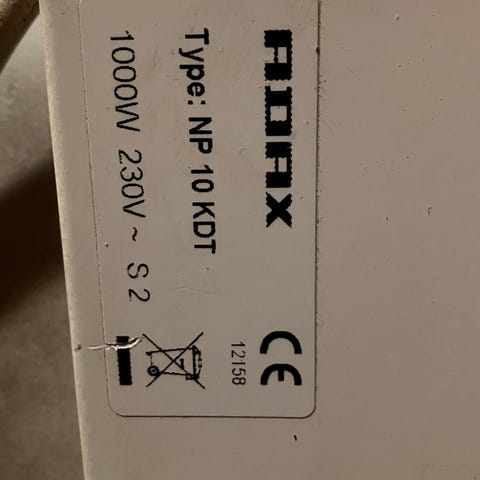 ADAX
Type: NP 10 KDT
1000W 230V ~ S 2
CE
12158